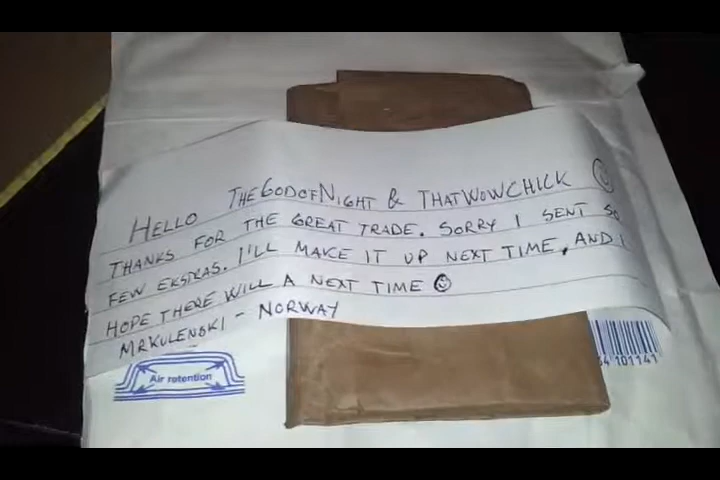 HELLO THEGODOFNIGHT & THATWOWCHICK
THANKS FOR THE GREAT TRADE. SORRY I SENT SO
FEW EKSTRAS. I'LL MAKE IT UP NEXT TIME, AND I
HOPE THERE WILL A NEXT TIME
MRKULENSKI - NORWAY
Air retention
4101141